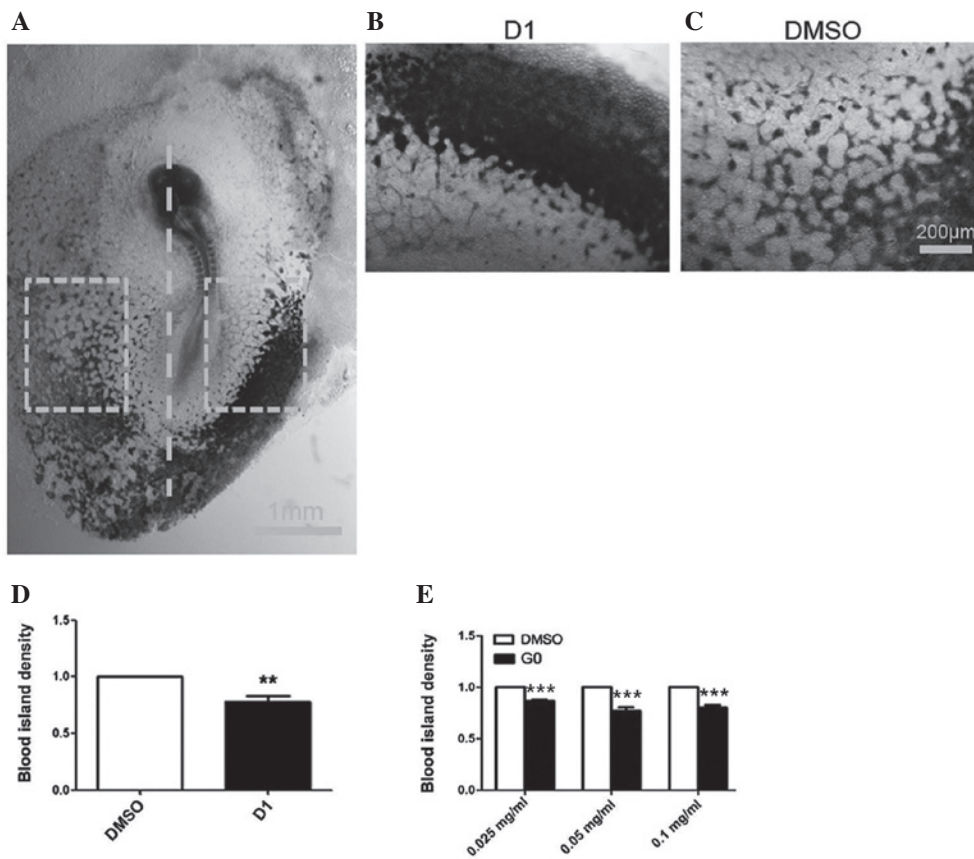 A
B
C
D1
DMSO
1mm
200μm
D
Blood island density
1.5
1.0
0.5
0.0
**
DMSO
D1
E
Blood island density
1.5
1.0
0.5
0.0
DMSO
G0
***
***
***
0.025 mg/ml
0.05 mg/ml
0.1 mg/ml